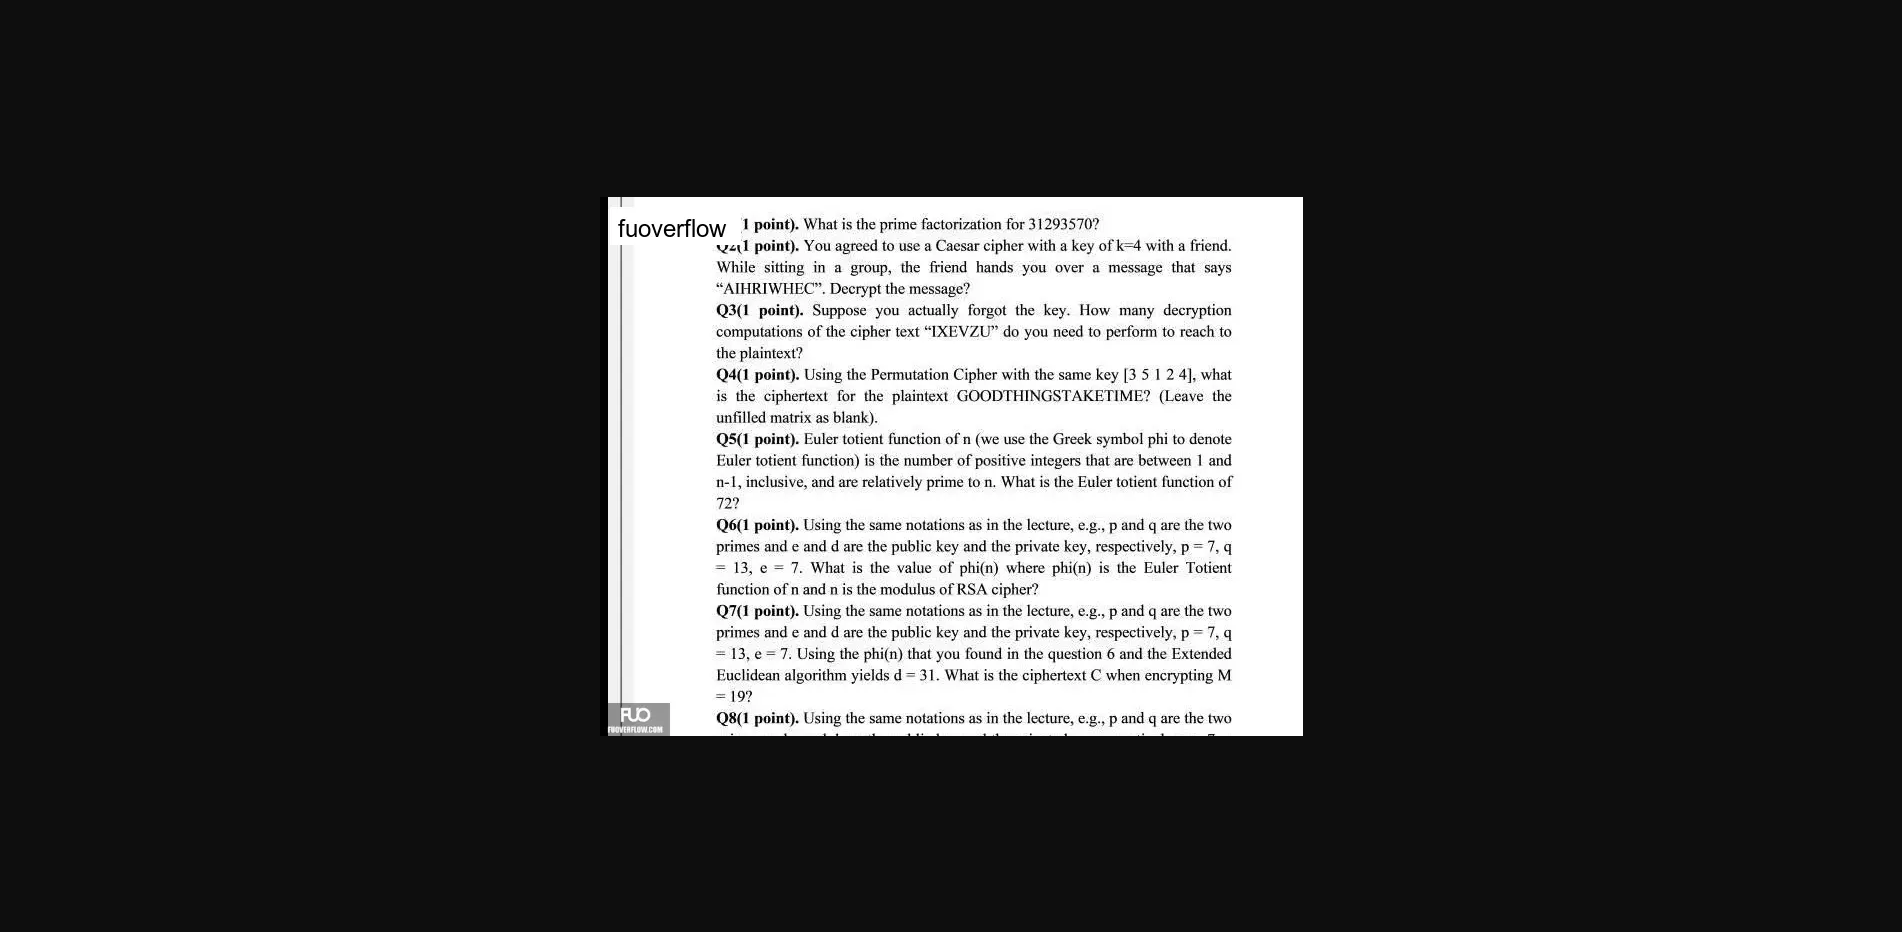 fuoverflow
1 point). What is the prime factorization for 31293570?
Q2(1 point). You agreed to use a Caesar cipher with a key of k=4 with a friend.
While sitting in a group, the friend hands you over a message that says
“AIHRIWHEC”. Decrypt the message?
Q3(1 point). Suppose you actually forgot the key. How many decryption
computations of the cipher text “IXEVZU” do you need to perform to reach to
the plaintext?
Q4(1 point). Using the Permutation Cipher with the same key [3 5 1 2 4], what
is the ciphertext for the plaintext GOODTHINGSTAKETIME? (Leave the
unfilled matrix as blank).
Q5(1 point). Euler totient function of n (we use the Greek symbol phi to denote
Euler totient function) is the number of positive integers that are between 1 and
n-1, inclusive, and are relatively prime to n. What is the Euler totient function of
72?
Q6(1 point). Using the same notations as in the lecture, e.g., p and q are the two
primes and e and d are the public key and the private key, respectively, p = 7, q
= 13, e = 7. What is the value of phi(n) where phi(n) is the Euler Totient
function of n and n is the modulus of RSA cipher?
Q7(1 point). Using the same notations as in the lecture, e.g., p and q are the two
primes and e and d are the public key and the private key, respectively, p = 7, q
= 13, e = 7. Using the phi(n) that you found in the question 6 and the Extended
Euclidean algorithm yields d = 31. What is the ciphertext C when encrypting M
= 19?
Q8(1 point). Using the same notations as in the lecture, e.g., p and q are the two
FUO
FUOVERFLOW.COM